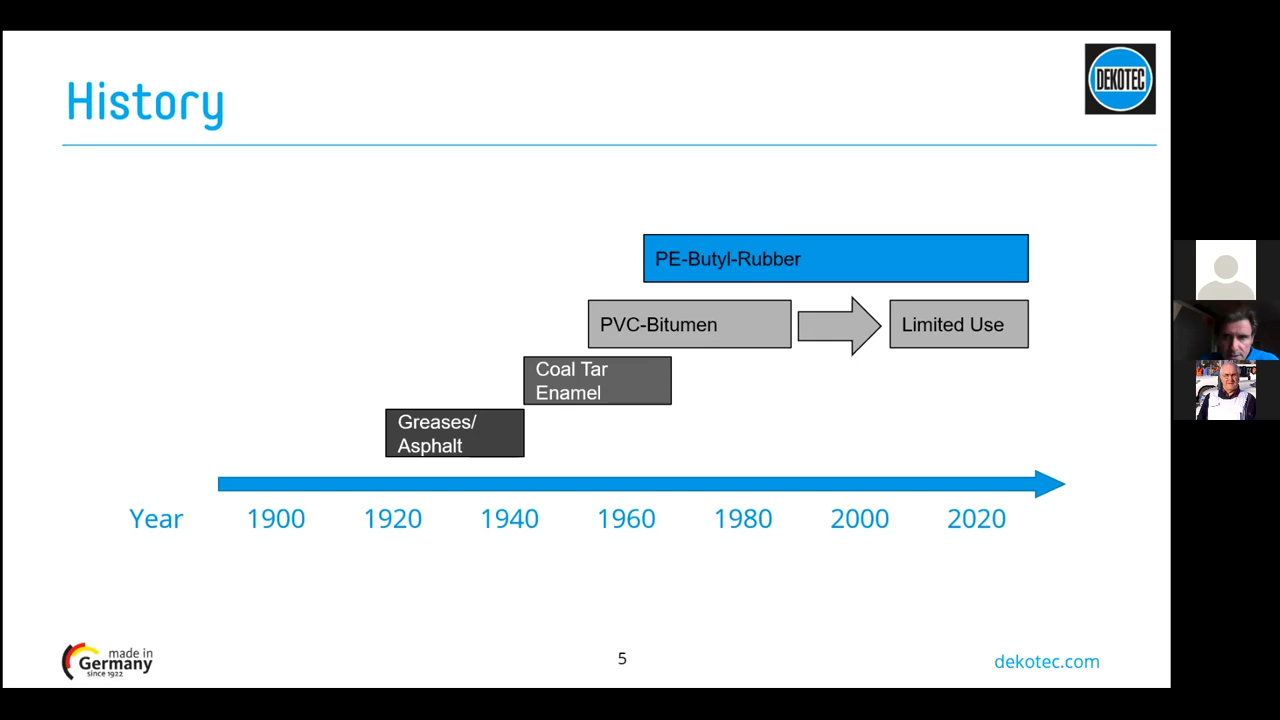 History
DEKOTEC
PE-Butyl-Rubber
PVC-Bitumen
Limited Use
Coal Tar
Enamel
Greases/
Asphalt
Year 1900 1920 1940 1960 1980 2000 2020
made in
Germany
since 1922
5
dekotec.com